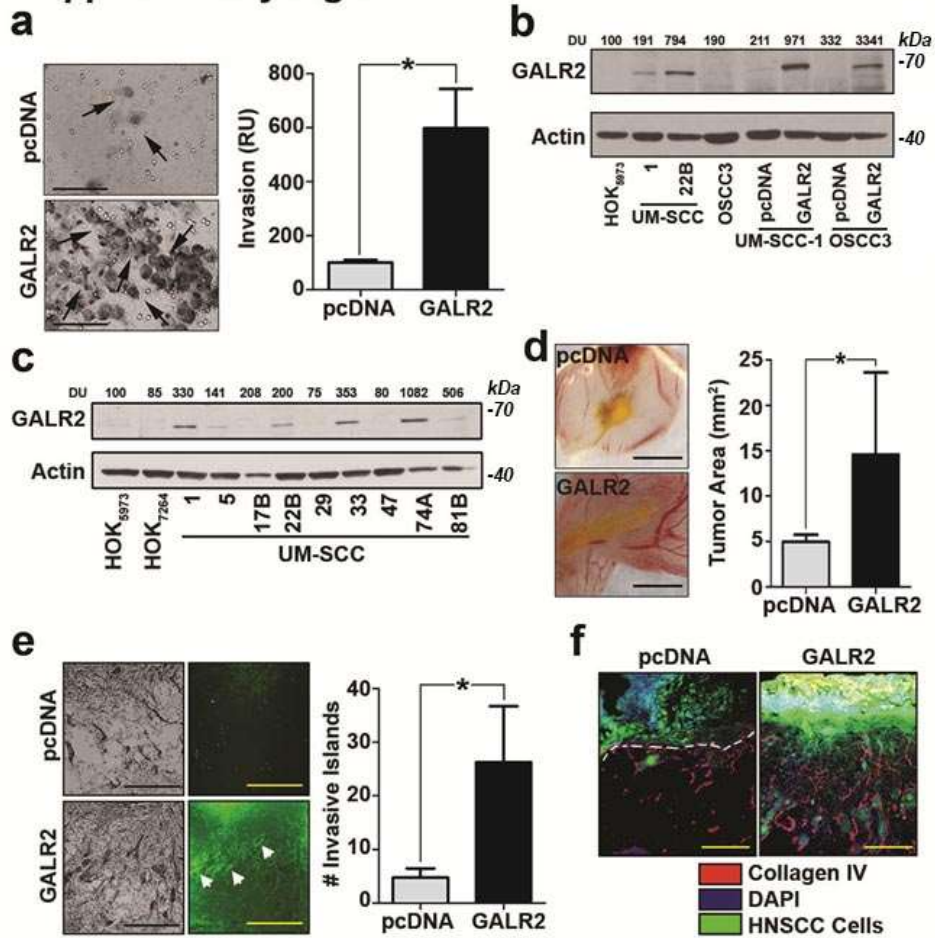 a
pcDNA
GALR2
Invasion (RU)
800
600
400
200
0
*
pcDNA GALR2
b
DU 100 191 794 190 211 971 332 3341 kDa
GALR2 -70
Actin -40
HOK5973
1
22B
UM-SCC
OSCC3
pcDNA
GALR2
UM-SCC-1
pcDNA
GALR2
OSCC3
c
DU 100 85 330 141 208 200 75 353 80 1082 506 kDa
GALR2 -70
Actin -40
HOK5973
HOK7264
1
5
17B
22B
29
33
47
74A
81B
UM-SCC
d
pcDNA
GALR2
Tumor Area (mm²)
25
20
15
10
5
0
*
pcDNA GALR2
e
pcDNA
GALR2
# Invasive Islands
40
30
20
10
0
*
pcDNA GALR2
f
pcDNA GALR2
Collagen IV
DAPI
HNSCC Cells